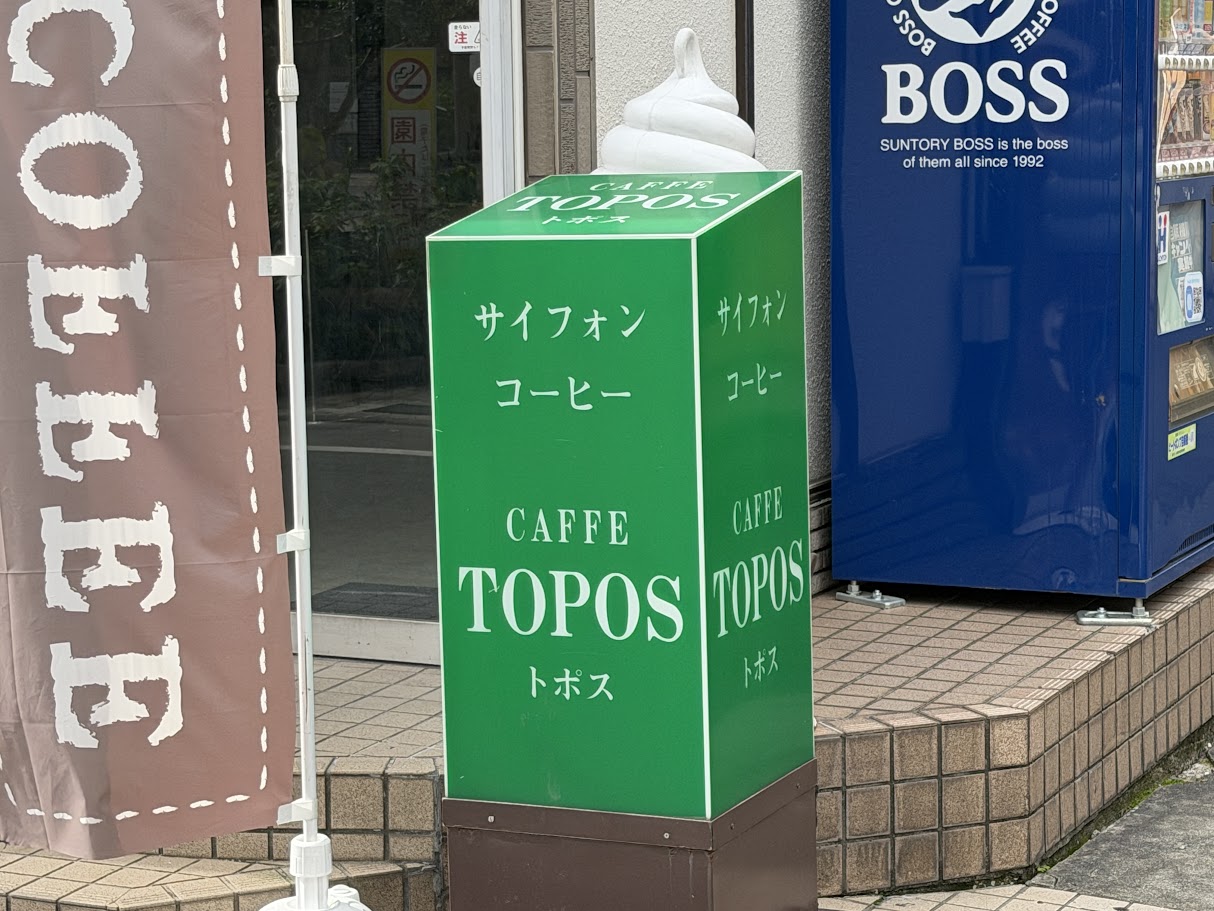 COFFEE
注
園内禁
COFFEE
BOSS
BOSS
SUNTORY BOSS is the boss
of them all since 1992
CAFFE
TOPOS
トポス
サイフォン
コーヒー
CAFFE
TOPOS
トポス
サイフォン
コーヒー
CAFFE
TOPOS
トポス